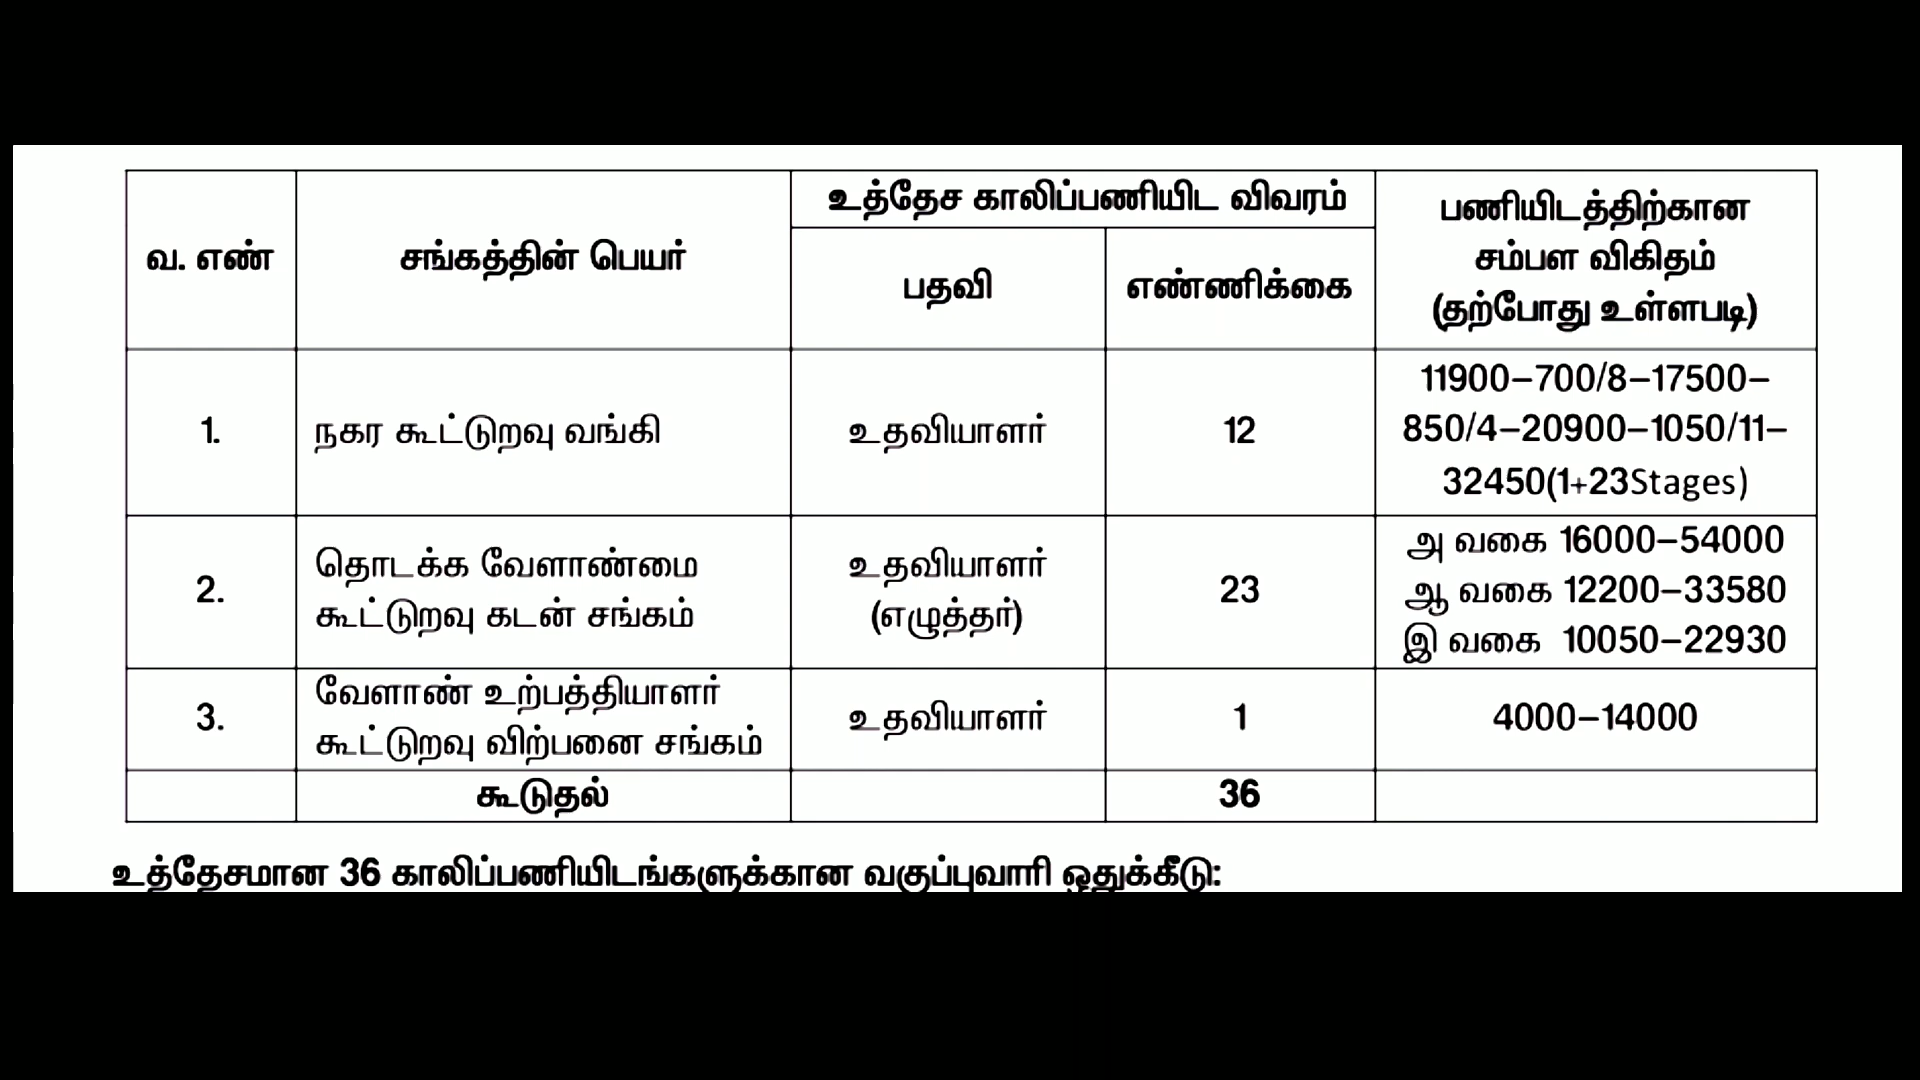 வ. எண்
சங்கத்தின் பெயர்
உத்தேச காலிப்பணியிட விவரம்
பதவி
எண்ணிக்கை
பணியிடத்திற்கான
சம்பள விகிதம்
(தற்போது உள்ளபடி)
1.
நகர கூட்டுறவு வங்கி
உதவியாளர்
12
11900–700/8–17500–
850/4–20900–1050/11–
32450(1+23Stages)
2.
தொடக்க வேளாண்மை
கூட்டுறவு கடன் சங்கம்
உதவியாளர்
(எழுத்தர்)
23
அ வகை 16000–54000
ஆ வகை 12200–33580
இ வகை 10050–22930
3.
வேளாண் உற்பத்தியாளர்
கூட்டுறவு விற்பனை சங்கம்
உதவியாளர்
1
4000–14000
கூடுதல்
36
உத்தேசமான 36 காலிப்பணியிடங்களுக்கான வகுப்புவாரி ஒதுக்கீடு: